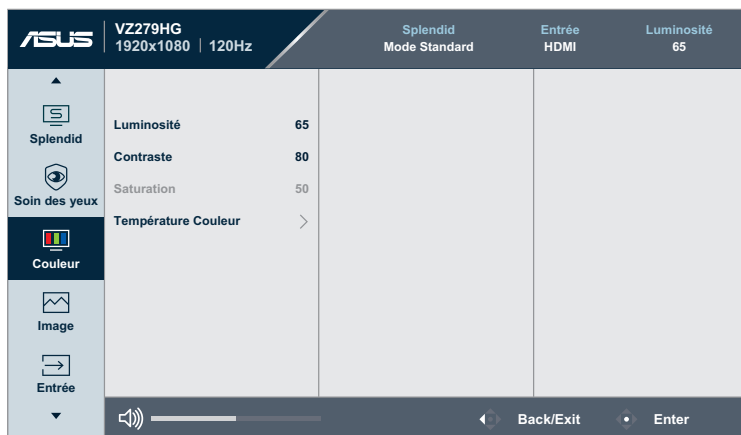 ASUS
VZ279HG
1920x1080 | 120Hz
Splendid
Mode Standard
Entrée
HDMI
Luminosité
65
Splendid
Soin des yeux
Couleur
Image
Entrée
Luminosité 65
Contraste 80
Saturation 50
Température Couleur
Back/Exit
Enter